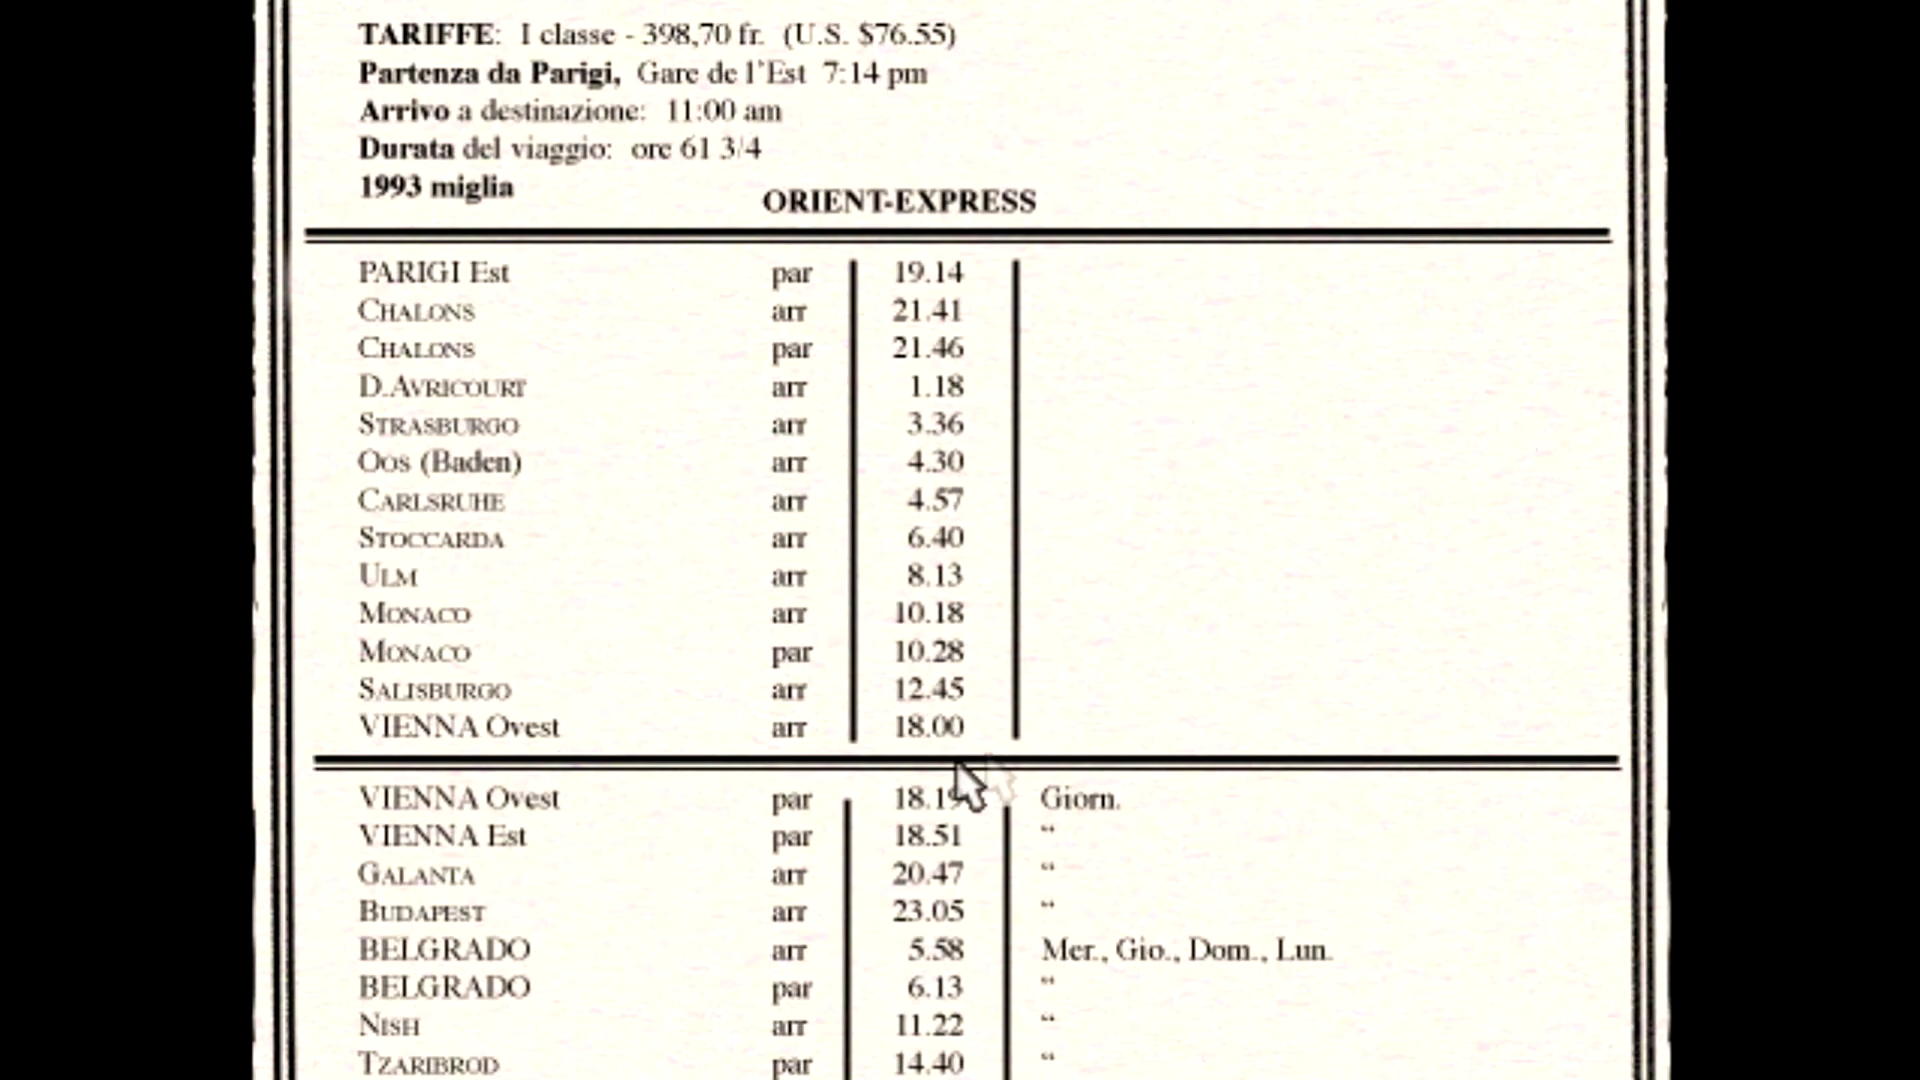 TARIFFE: I classe - 398,70 fr. (U.S. $76.55)
Partenza da Parigi, Gare de l'Est 7:14 pm
Arrivo a destinazione: 11:00 am
Durata del viaggio: ore 61 3/4
1993 miglia
ORIENT-EXPRESS
PARIGI Est par 19.14
CHALONS arr 21.41
CHALONS par 21.46
D.AVRICOURT arr 1.18
STRASBURGO arr 3.36
Oos (Baden) arr 4.30
CARLSRUHE arr 4.57
STOCCARDA arr 6.40
ULM arr 8.13
MONACO arr 10.18
MONACO par 10.28
SALISBURGO arr 12.45
VIENNA Ovest arr 18.00
VIENNA Ovest par Giorn.
VIENNA Est par 18.51 “
GALANTA arr 20.47 “
BUDAPEST arr 23.05 “
BELGRADO arr 5.58 Mer., Gio., Dom., Lun.
BELGRADO par 6.13 “
NISH arr 11.22 “
TZARIBROD par 14.40 “